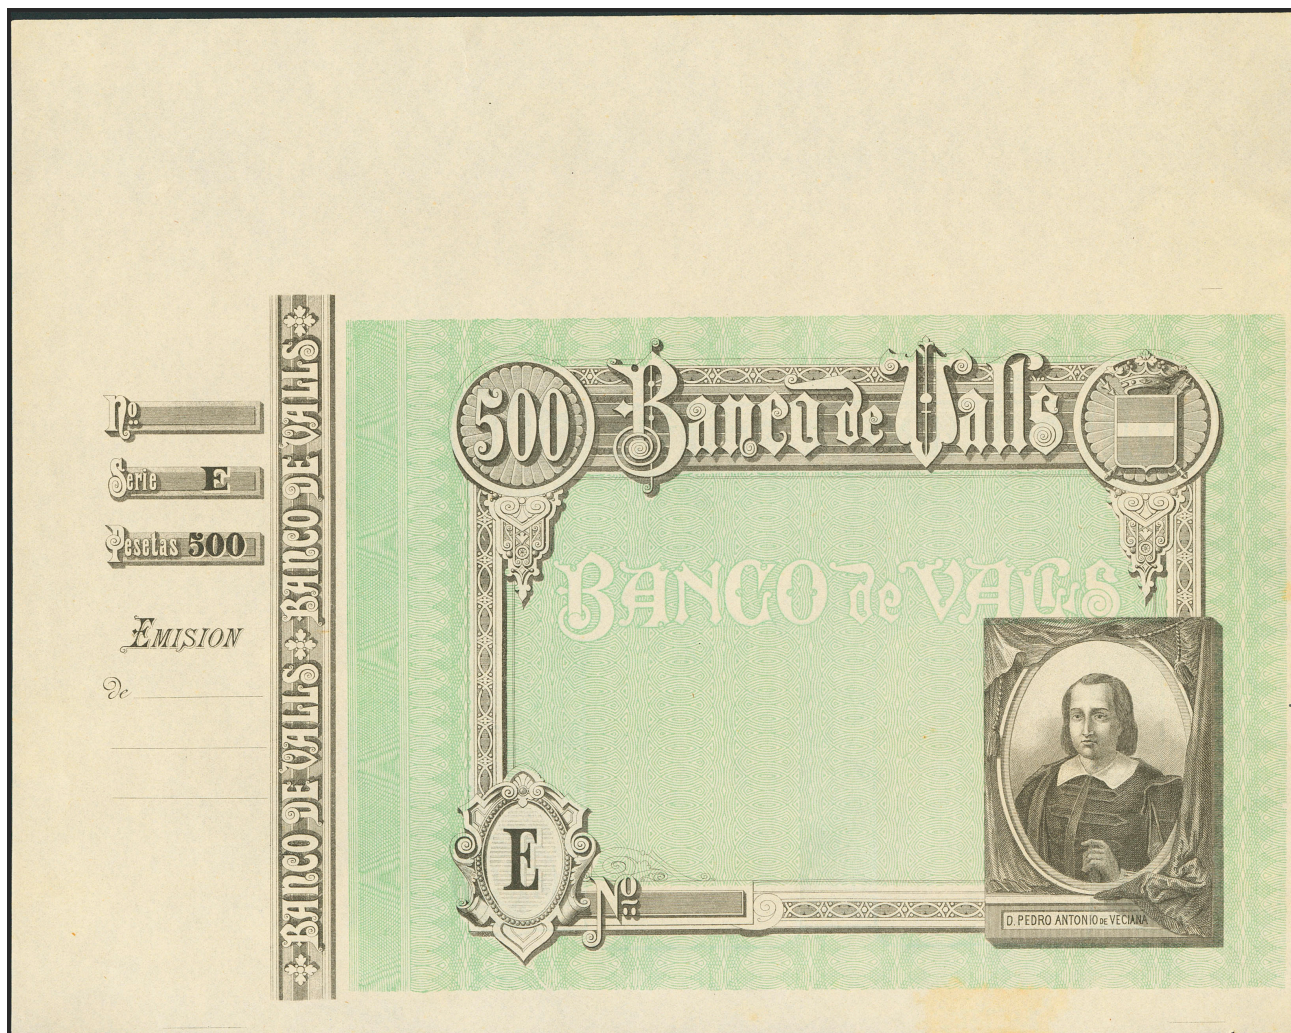 Nº
Serie E
Pesetas 500
EMISION
de
BANCO DE VALLS BANCO DE VALLS
500 Banco de Valls
BANCO de VALLS
E
Nº
D. PEDRO ANTONIO DE VECIANA